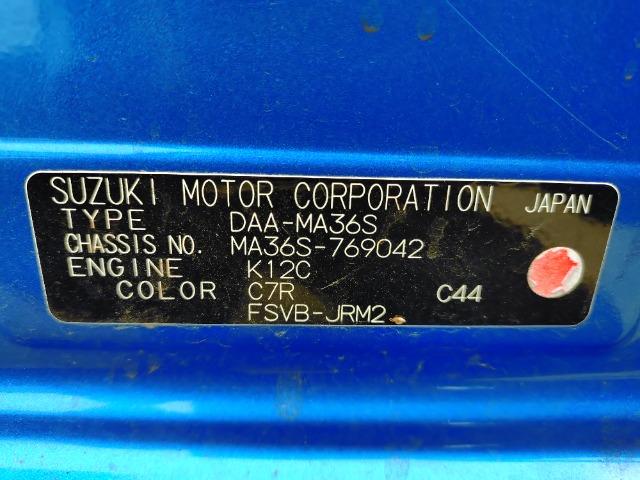 SUZUKI MOTOR CORPORATION JAPAN
TYPE DAA-MA36S
CHASSIS NO. MA36S-769042
ENGINE K12C
COLOR C7R C44
FSVB-JRM2